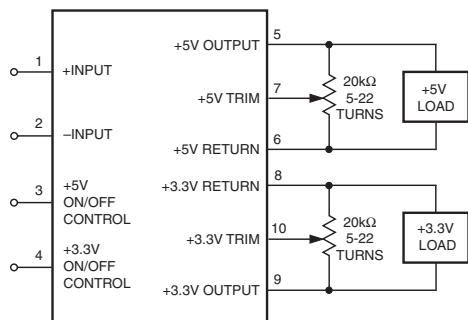 1
+INPUT
2
–INPUT
3
+5V
ON/OFF
CONTROL
4
+3.3V
ON/OFF
CONTROL
+5V OUTPUT
5
+5V TRIM
7
+5V RETURN
6
+3.3V RETURN
8
+3.3V TRIM
10
+3.3V OUTPUT
9
20kΩ
5-22
TURNS
+5V
LOAD
20kΩ
5-22
TURNS
+3.3V
LOAD